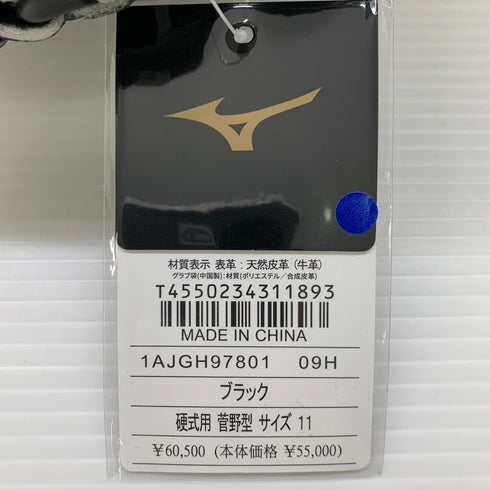 材質表示 表革：天然皮革（牛革）
グラブ袋(中国製):材質(ポリエステル／合成皮革)
T4550234311893
MADE IN CHINA
1AJGH97801 09H
ブラック
硬式用 菅野型 サイズ 11
￥60,500 (本体価格 ￥55,000)